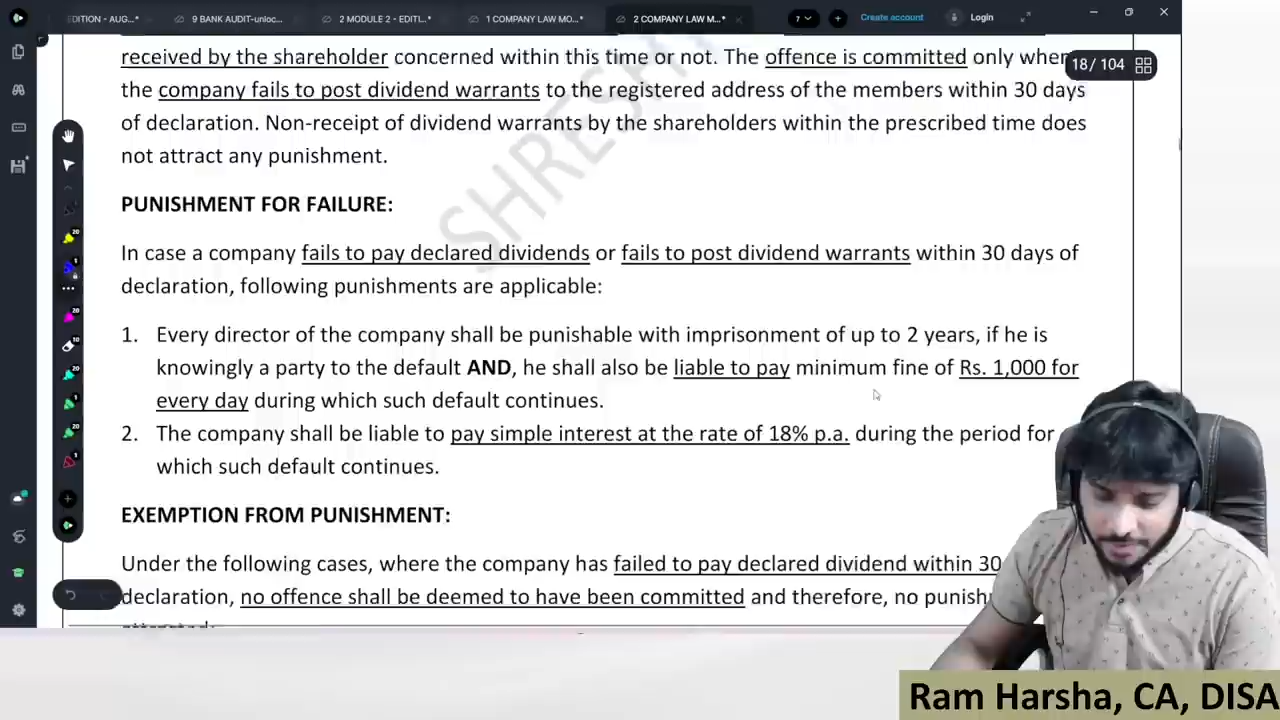 EDITION - AUG...*
9 BANK AUDIT-unloc...
2 MODULE 2 - EDITI...*
1 COMPANY LAW MO...*
2 COMPANY LAW M...*
7
Create account
Login
18 / 104
received by the shareholder concerned within this time or not. The offence is committed only when
the company fails to post dividend warrants to the registered address of the members within 30 days
of declaration. Non-receipt of dividend warrants by the shareholders within the prescribed time does
not attract any punishment.
PUNISHMENT FOR FAILURE:
In case a company fails to pay declared dividends or fails to post dividend warrants within 30 days of
declaration, following punishments are applicable:
1. Every director of the company shall be punishable with imprisonment of up to 2 years, if he is
knowingly a party to the default AND, he shall also be liable to pay minimum fine of Rs. 1,000 for
every day during which such default continues.
2. The company shall be liable to pay simple interest at the rate of 18% p.a. during the period for
which such default continues.
EXEMPTION FROM PUNISHMENT:
Under the following cases, where the company has failed to pay declared dividend within 30
declaration, no offence shall be deemed to have been committed and therefore, no
SHRESH
Ram Harsha, CA, DISA